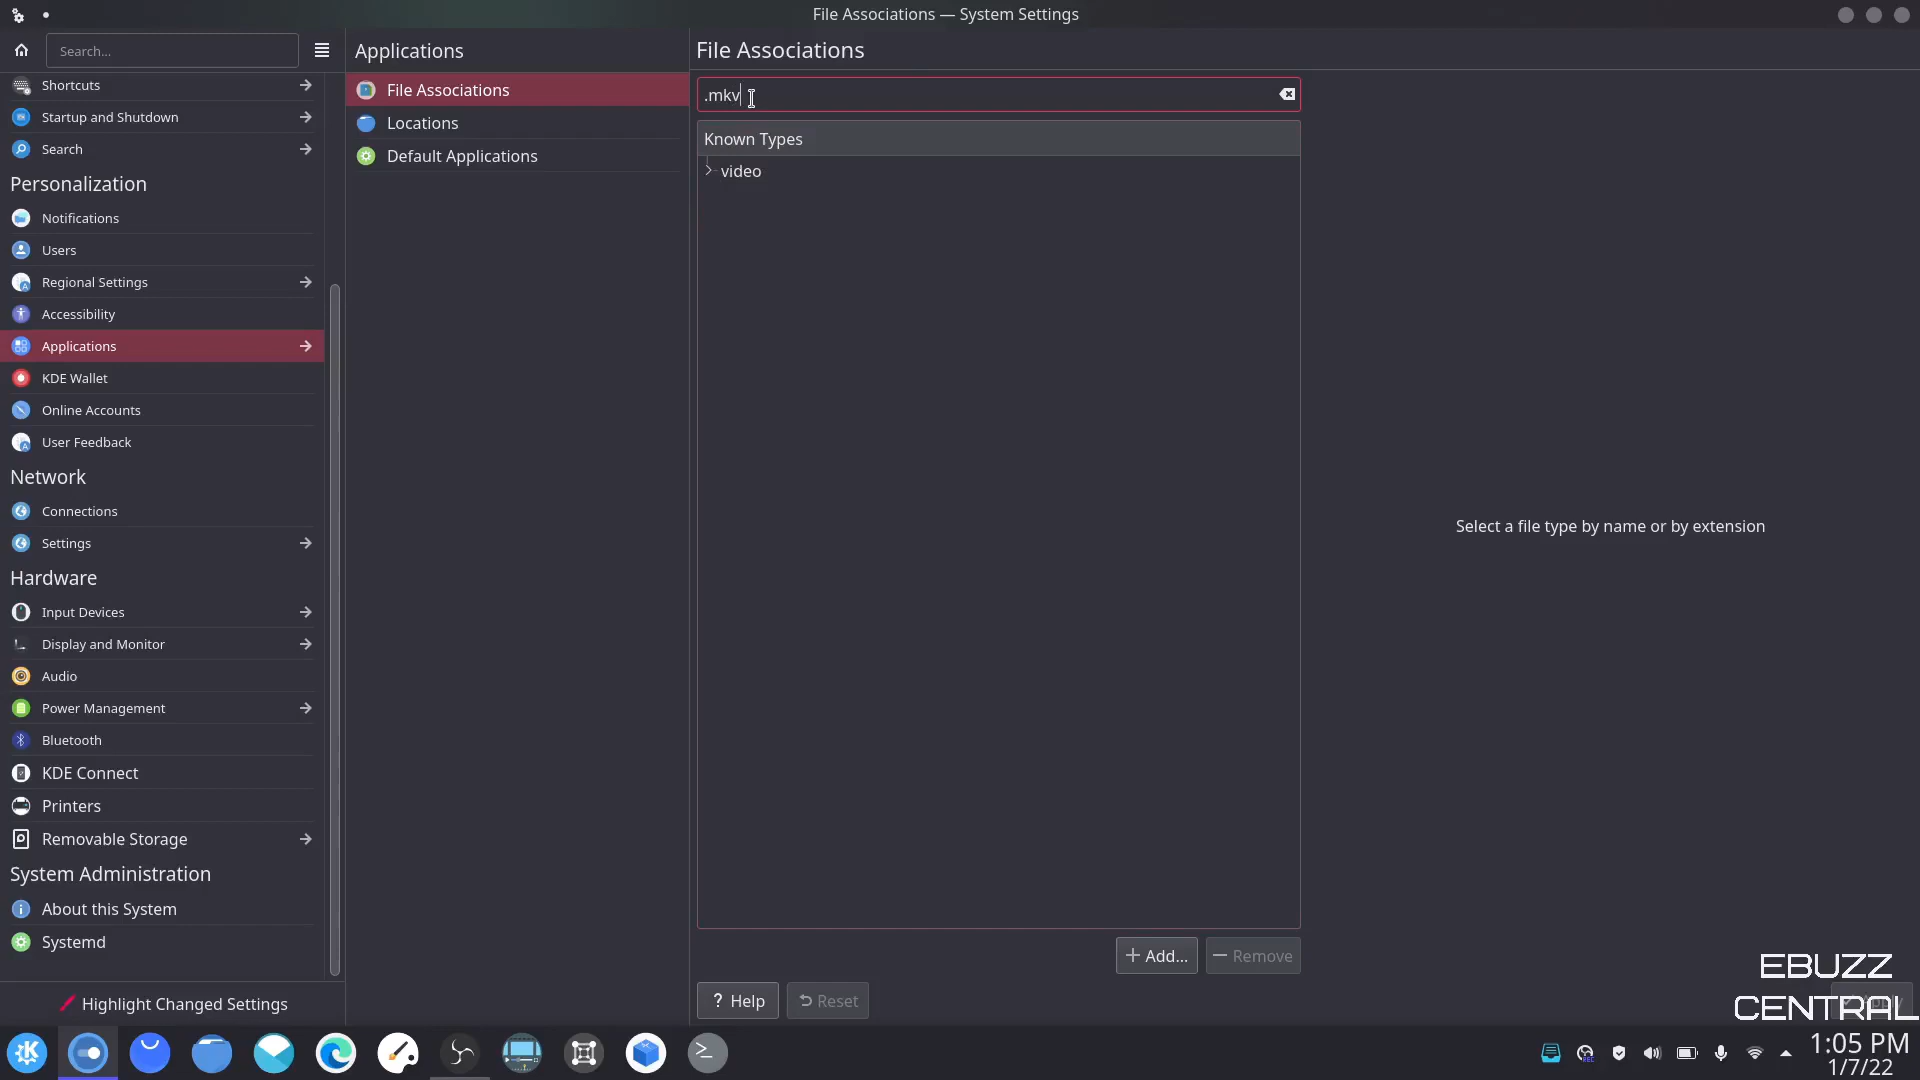 File Associations — System Settings
Search...
Shortcuts
Startup and Shutdown
Search
Personalization
Notifications
Users
Regional Settings
Accessibility
Applications
KDE Wallet
Online Accounts
User Feedback
Network
Connections
Settings
Hardware
Input Devices
Display and Monitor
Audio
Power Management
Bluetooth
KDE Connect
Printers
Removable Storage
System Administration
About this System
Systemd
Highlight Changed Settings
Applications
File Associations
Locations
Default Applications
File Associations
.mkv
Known Types
video
Add...
Remove
? Help
Reset
Select a file type by name or by extension
EBUZZ
CENTRAL
1:05 PM
1/7/22